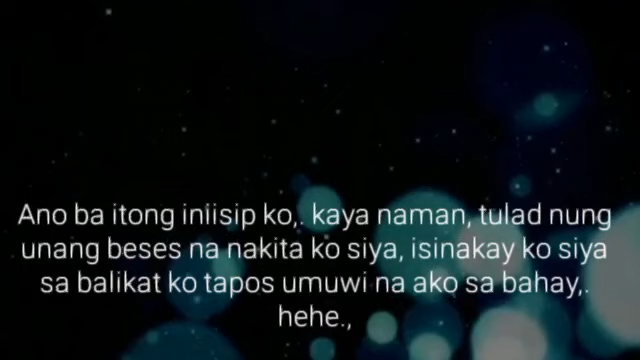 Ano ba itong iniisip ko,. kaya naman, tulad nung
unang beses na nakita ko siya, isinakay ko siya
sa balikat ko tapos umuwi na ako sa bahay,.
hehe.,